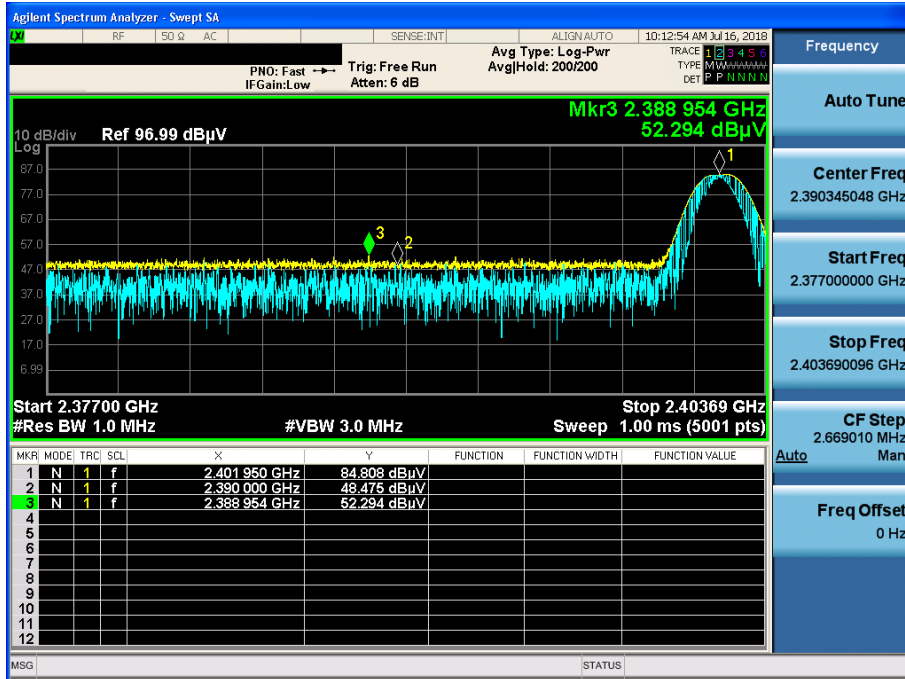 Agilent Spectrum Analyzer - Swept SA
LXI RF 50 Ω AC SENSE:INT ALIGN AUTO 10:12:54 AM Jul 16, 2018
PNO: Fast
IFGain:Low
Trig: Free Run
Atten: 6 dB
Avg Type: Log-Pwr
Avg|Hold: 200/200
TRACE 1 2 3 4 5 6
TYPE M W W W W W
DET P P N N N N
Mkr3 2.388 954 GHz
52.294 dBµV
10 dB/div Ref 96.99 dBµV
Log
87.0
77.0
67.0
57.0
47.0
37.0
27.0
17.0
6.99
1
3
2
Start 2.37700 GHz Stop 2.40369 GHz
#Res BW 1.0 MHz #VBW 3.0 MHz Sweep 1.00 ms (5001 pts)
MKR MODE TRC SCL X Y FUNCTION FUNCTION WIDTH FUNCTION VALUE
1 N 1 f 2.401 950 GHz 84.808 dBµV
2 N 1 f 2.390 000 GHz 48.475 dBµV
3 N 1 f 2.388 954 GHz 52.294 dBµV
4
5
6
7
8
9
10
11
12
MSG STATUS
Frequency
Auto Tune
Center Freq
2.390345048 GHz
Start Freq
2.377000000 GHz
Stop Freq
2.403690096 GHz
CF Step
2.669010 MHz
Auto Man
Freq Offset
0 Hz